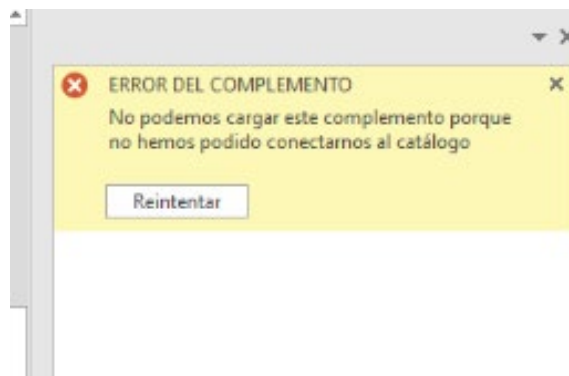 ERROR DEL COMPLEMENTO
No podemos cargar este complemento porque
no hemos podido conectarnos al catálogo
Reintentar